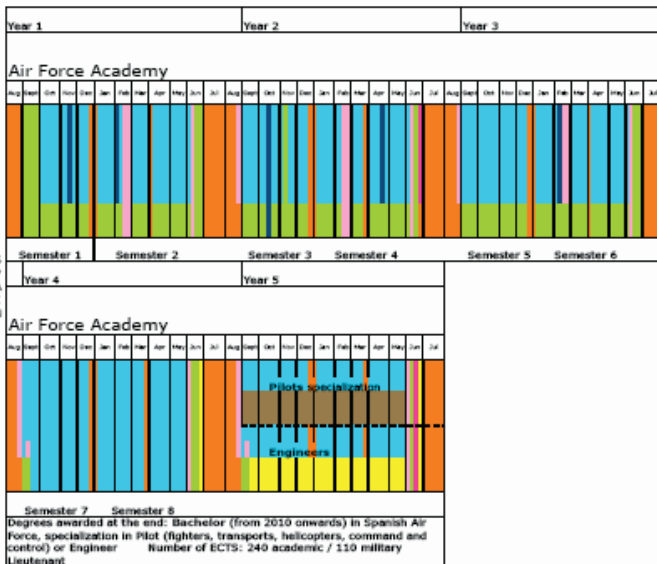 Year 1 Year 2 Year 3
Air Force Academy
Aug Sept Oct Nov Dec Jan Feb Mar Apr May Jun Jul Aug Sept Oct Nov Dec Jan Feb Mar Apr May Jun Jul Aug Sept Oct Nov Dec Jan Feb Mar Apr May Jun Jul
Semester 1 Semester 2 Semester 3 Semester 4 Semester 5 Semester 6
Year 4 Year 5
Air Force Academy
Aug Sept Oct Nov Dec Jan Feb Mar Apr May Jun Jul Aug Sept Oct Nov Dec Jan Feb Mar Apr May Jun Jul
Pilots specialization
Engineers
Semester 7 Semester 8
Degrees awarded at the end: Bachelor (from 2010 onwards) in Spanish Air
Force, specialization in Pilot (fighters, transports, helicopters, command and
control) or Engineer Number of ECTS: 240 academic / 110 military
Lieutenant